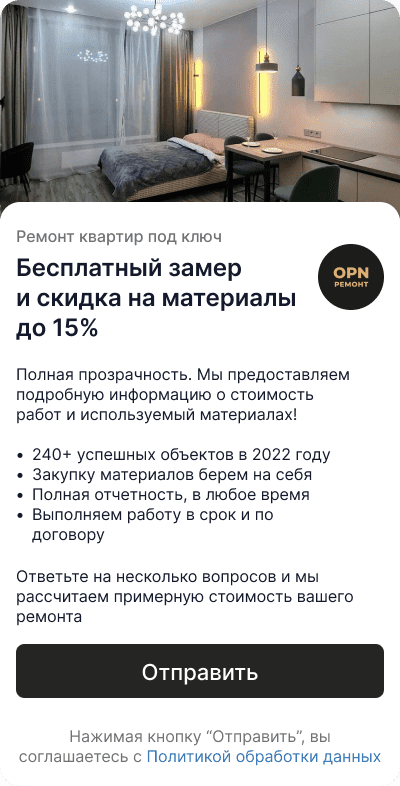 Ремонт квартир под ключ
Бесплатный замер
и скидка на материалы
до 15%
OPN
РЕМОНТ
Полная прозрачность. Мы предоставляем
подробную информацию о стоимость
работ и используемый материалах!
• 240+ успешных объектов в 2022 году
• Закупку материалов берем на себя
• Полная отчетность, в любое время
• Выполняем работу в срок и по
договору
Ответьте на несколько вопросов и мы
рассчитаем примерную стоимость вашего
ремонта
Отправить
Нажимая кнопку “Отправить”, вы
соглашаетесь с Политикой обработки данных